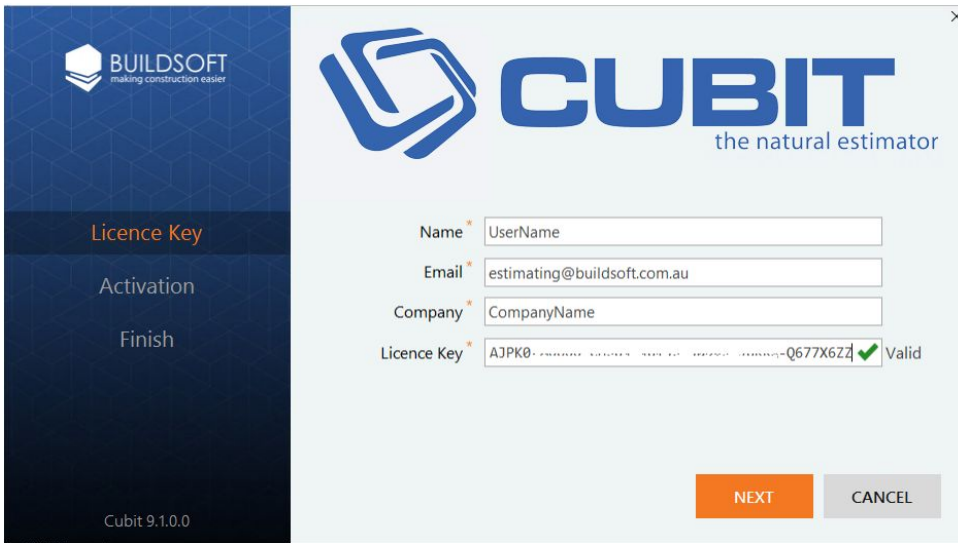 BUILDSOFT
making construction easier
CUBIT
the natural estimator
Licence Key
Activation
Finish
Cubit 9.1.0.0
Name *
UserName
Email *
estimating@buildsoft.com.au
Company *
CompanyName
Licence Key *
AJPK0 -Q677X6ZZ Valid
NEXT
CANCEL